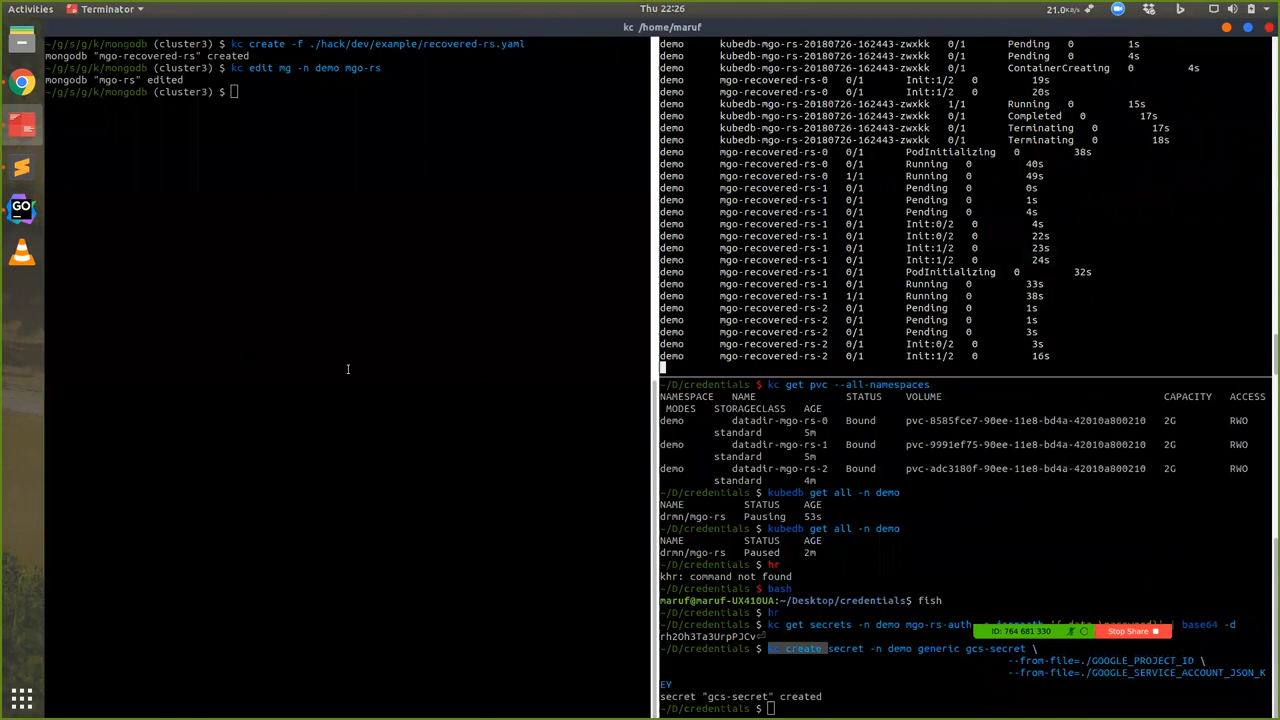 Activities
Terminator
Thu 22:26
21.0 KB/s
kc /home/maruf
~/g/s/g/k/mongodb (cluster3) $ kc create -f ./hack/dev/example/recovered-rs.yaml
mongodb "mgo-recovered-rs" created
~/g/s/g/k/mongodb (cluster3) $ kc edit mg -n demo mgo-rs
mongodb "mgo-rs" edited
~/g/s/g/k/mongodb (cluster3) $
GO
demo kubedb-mgo-rs-20180726-162443-zwxkk 0/1 Pending 0 1s
demo kubedb-mgo-rs-20180726-162443-zwxkk 0/1 Pending 0 4s
demo kubedb-mgo-rs-20180726-162443-zwxkk 0/1 ContainerCreating 0 4s
demo mgo-recovered-rs-0 0/1 Init:1/2 0 19s
demo mgo-recovered-rs-0 0/1 Init:1/2 0 20s
demo kubedb-mgo-rs-20180726-162443-zwxkk 1/1 Running 0 15s
demo kubedb-mgo-rs-20180726-162443-zwxkk 0/1 Completed 0 17s
demo kubedb-mgo-rs-20180726-162443-zwxkk 0/1 Terminating 0 17s
demo kubedb-mgo-rs-20180726-162443-zwxkk 0/1 Terminating 0 18s
demo mgo-recovered-rs-0 0/1 PodInitializing 0 38s
demo mgo-recovered-rs-0 0/1 Running 0 40s
demo mgo-recovered-rs-0 1/1 Running 0 49s
demo mgo-recovered-rs-1 0/1 Pending 0 0s
demo mgo-recovered-rs-1 0/1 Pending 0 1s
demo mgo-recovered-rs-1 0/1 Pending 0 4s
demo mgo-recovered-rs-1 0/1 Init:0/2 0 4s
demo mgo-recovered-rs-1 0/1 Init:0/2 0 22s
demo mgo-recovered-rs-1 0/1 Init:1/2 0 23s
demo mgo-recovered-rs-1 0/1 Init:1/2 0 24s
demo mgo-recovered-rs-1 0/1 PodInitializing 0 32s
demo mgo-recovered-rs-1 0/1 Running 0 33s
demo mgo-recovered-rs-1 1/1 Running 0 38s
demo mgo-recovered-rs-2 0/1 Pending 0 1s
demo mgo-recovered-rs-2 0/1 Pending 0 1s
demo mgo-recovered-rs-2 0/1 Pending 0 3s
demo mgo-recovered-rs-2 0/1 Init:0/2 0 3s
demo mgo-recovered-rs-2 0/1 Init:1/2 0 16s
~/D/credentials $ kc get pvc --all-namespaces
NAMESPACE NAME STATUS VOLUME CAPACITY ACCESS
MODES STORAGECLASS AGE
demo datadir-mgo-rs-0 Bound pvc-8585fce7-90ee-11e8-bd4a-42010a800210 2G RWO
standard 5m
demo datadir-mgo-rs-1 Bound pvc-9991ef75-90ee-11e8-bd4a-42010a800210 2G RWO
standard 5m
demo datadir-mgo-rs-2 Bound pvc-adc3180f-90ee-11e8-bd4a-42010a800210 2G RWO
standard 4m
~/D/credentials $ kubedb get all -n demo
NAME STATUS AGE
drmn/mgo-rs Pausing 53s
~/D/credentials $ kubedb get all -n demo
NAME STATUS AGE
drmn/mgo-rs Paused 2m
~/D/credentials $ hr
khr: command not found
~/D/credentials $ bash
maruf@maruf-UX410UA:~/Desktop/credentials$ fish
~/D/credentials $ hr
~/D/credentials $ kc get secrets -n demo mgo-rs-auth base64 -d
ID: 764 681 330 Stop Share
rh2Oh3Ta3UrpPJCv⏎
~/D/credentials $ kc create secret -n demo generic gcs-secret \
--from-file=./GOOGLE_PROJECT_ID \
--from-file=./GOOGLE_SERVICE_ACCOUNT_JSON_K
EY
secret "gcs-secret" created
~/D/credentials $